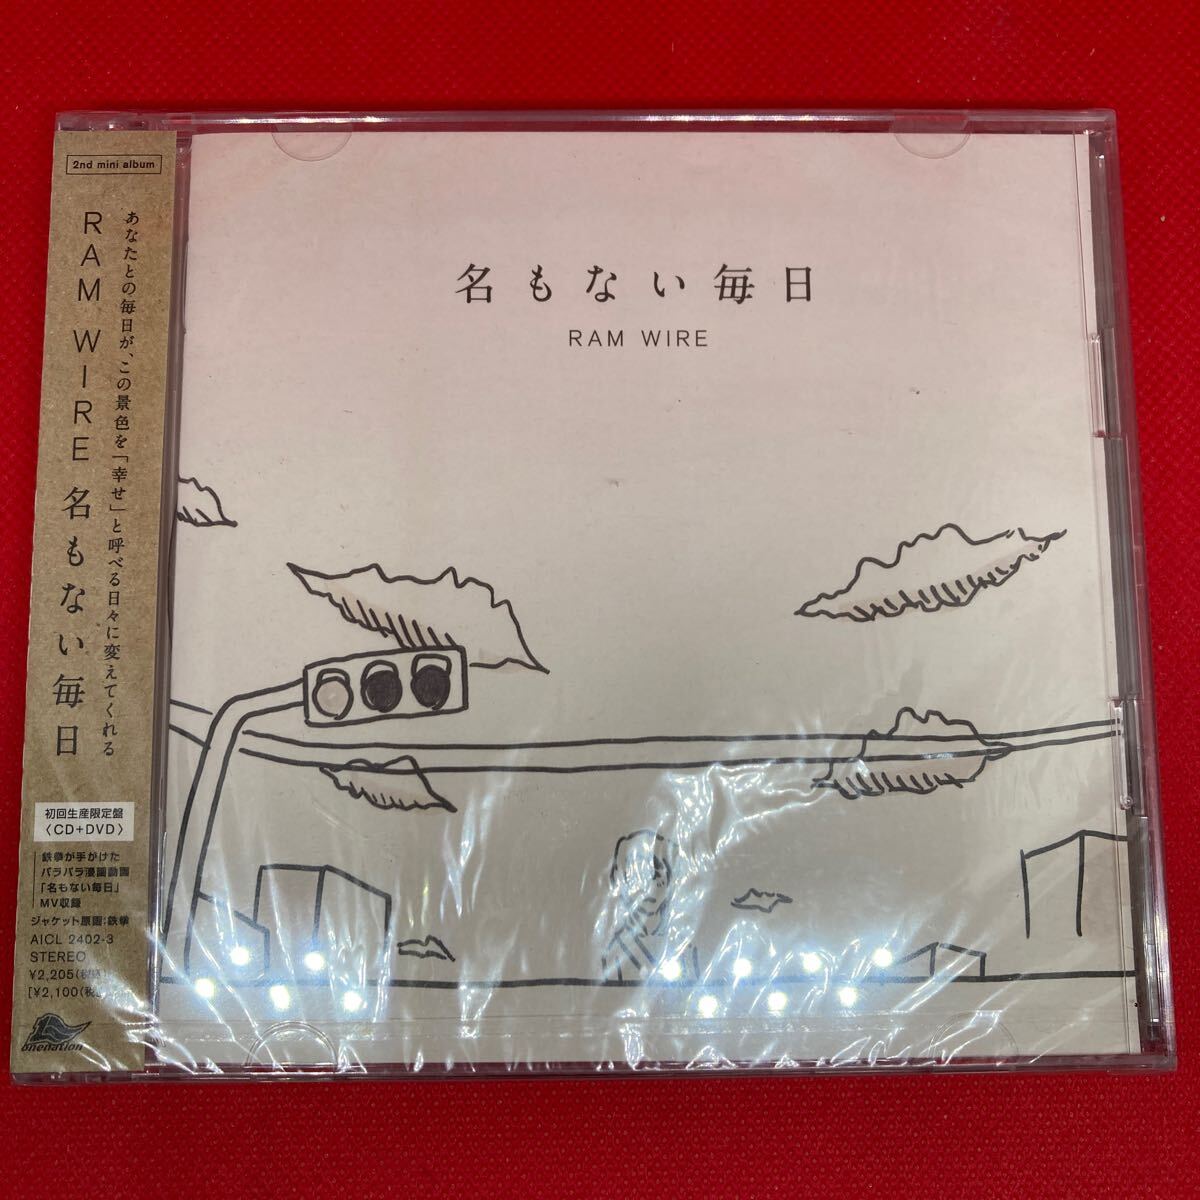 2nd mini album
あなたとの毎日が、この景色を「幸せ」と呼べる日々に変えてくれる
RAM WIRE 名もない毎日
初回生産限定盤
〈CD+DVD〉
鉄拳が手がけた
パラパラ漫画動画
「名もない毎日」
MV収録
ジャケット原画:鉄拳
AICL 2402-3
STEREO
¥2,205(税込)
[¥2,100(税
onenation
名もない毎日
RAM WIRE